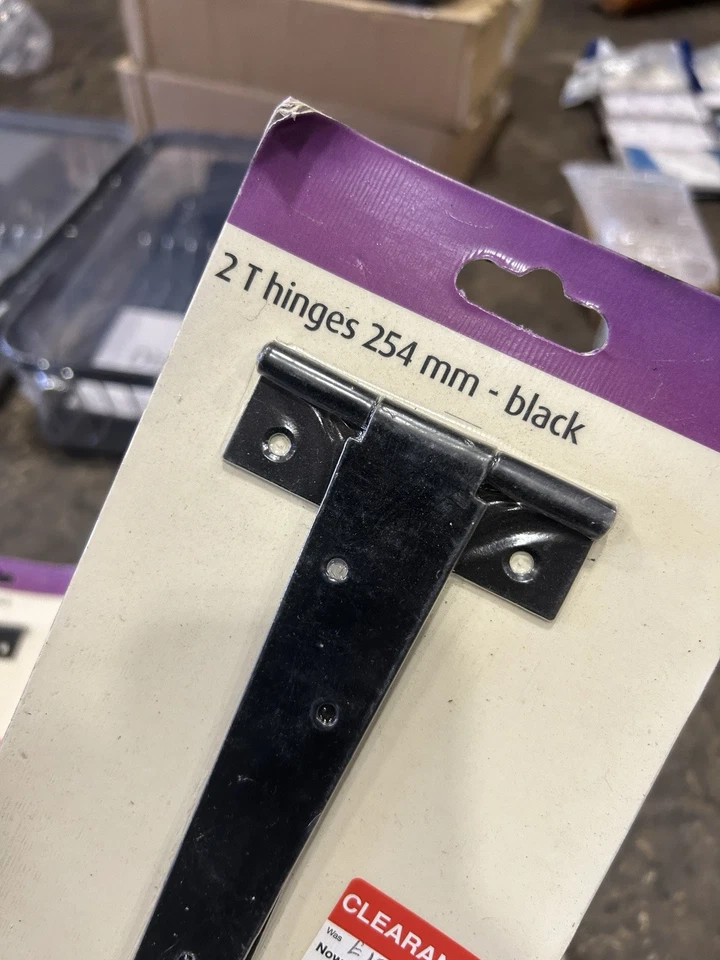 2 T hinges 254 mm - black
CLEARAN
Was £
Now